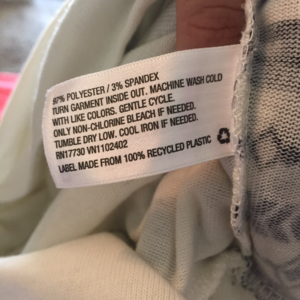 97% POLYESTER / 3% SPANDEX
TURN GARMENT INSIDE OUT. MACHINE WASH COLD
WITH LIKE COLORS. GENTLE CYCLE.
ONLY NON-CHLORINE BLEACH IF NEEDED.
TUMBLE DRY LOW. COOL IRON IF NEEDED.
RN17730 VN1102402
LABEL MADE FROM 100% RECYCLED PLASTIC